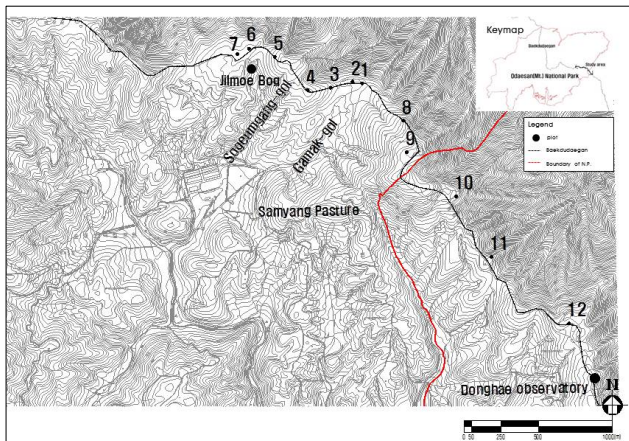 Keymap
Baekdudaegan
Study area
Odaesan(Mt.) National Park
Legend
plot
Baekdudaegan
Boundary of N.P.
7 6 5
4 3 21
8
9
10
11
12
Jilmoe Bog
Sogeumgang-gol
Gamak-gol
Samyang Pasture
Donghae observatory
N
0 50 250 500 1000(m)